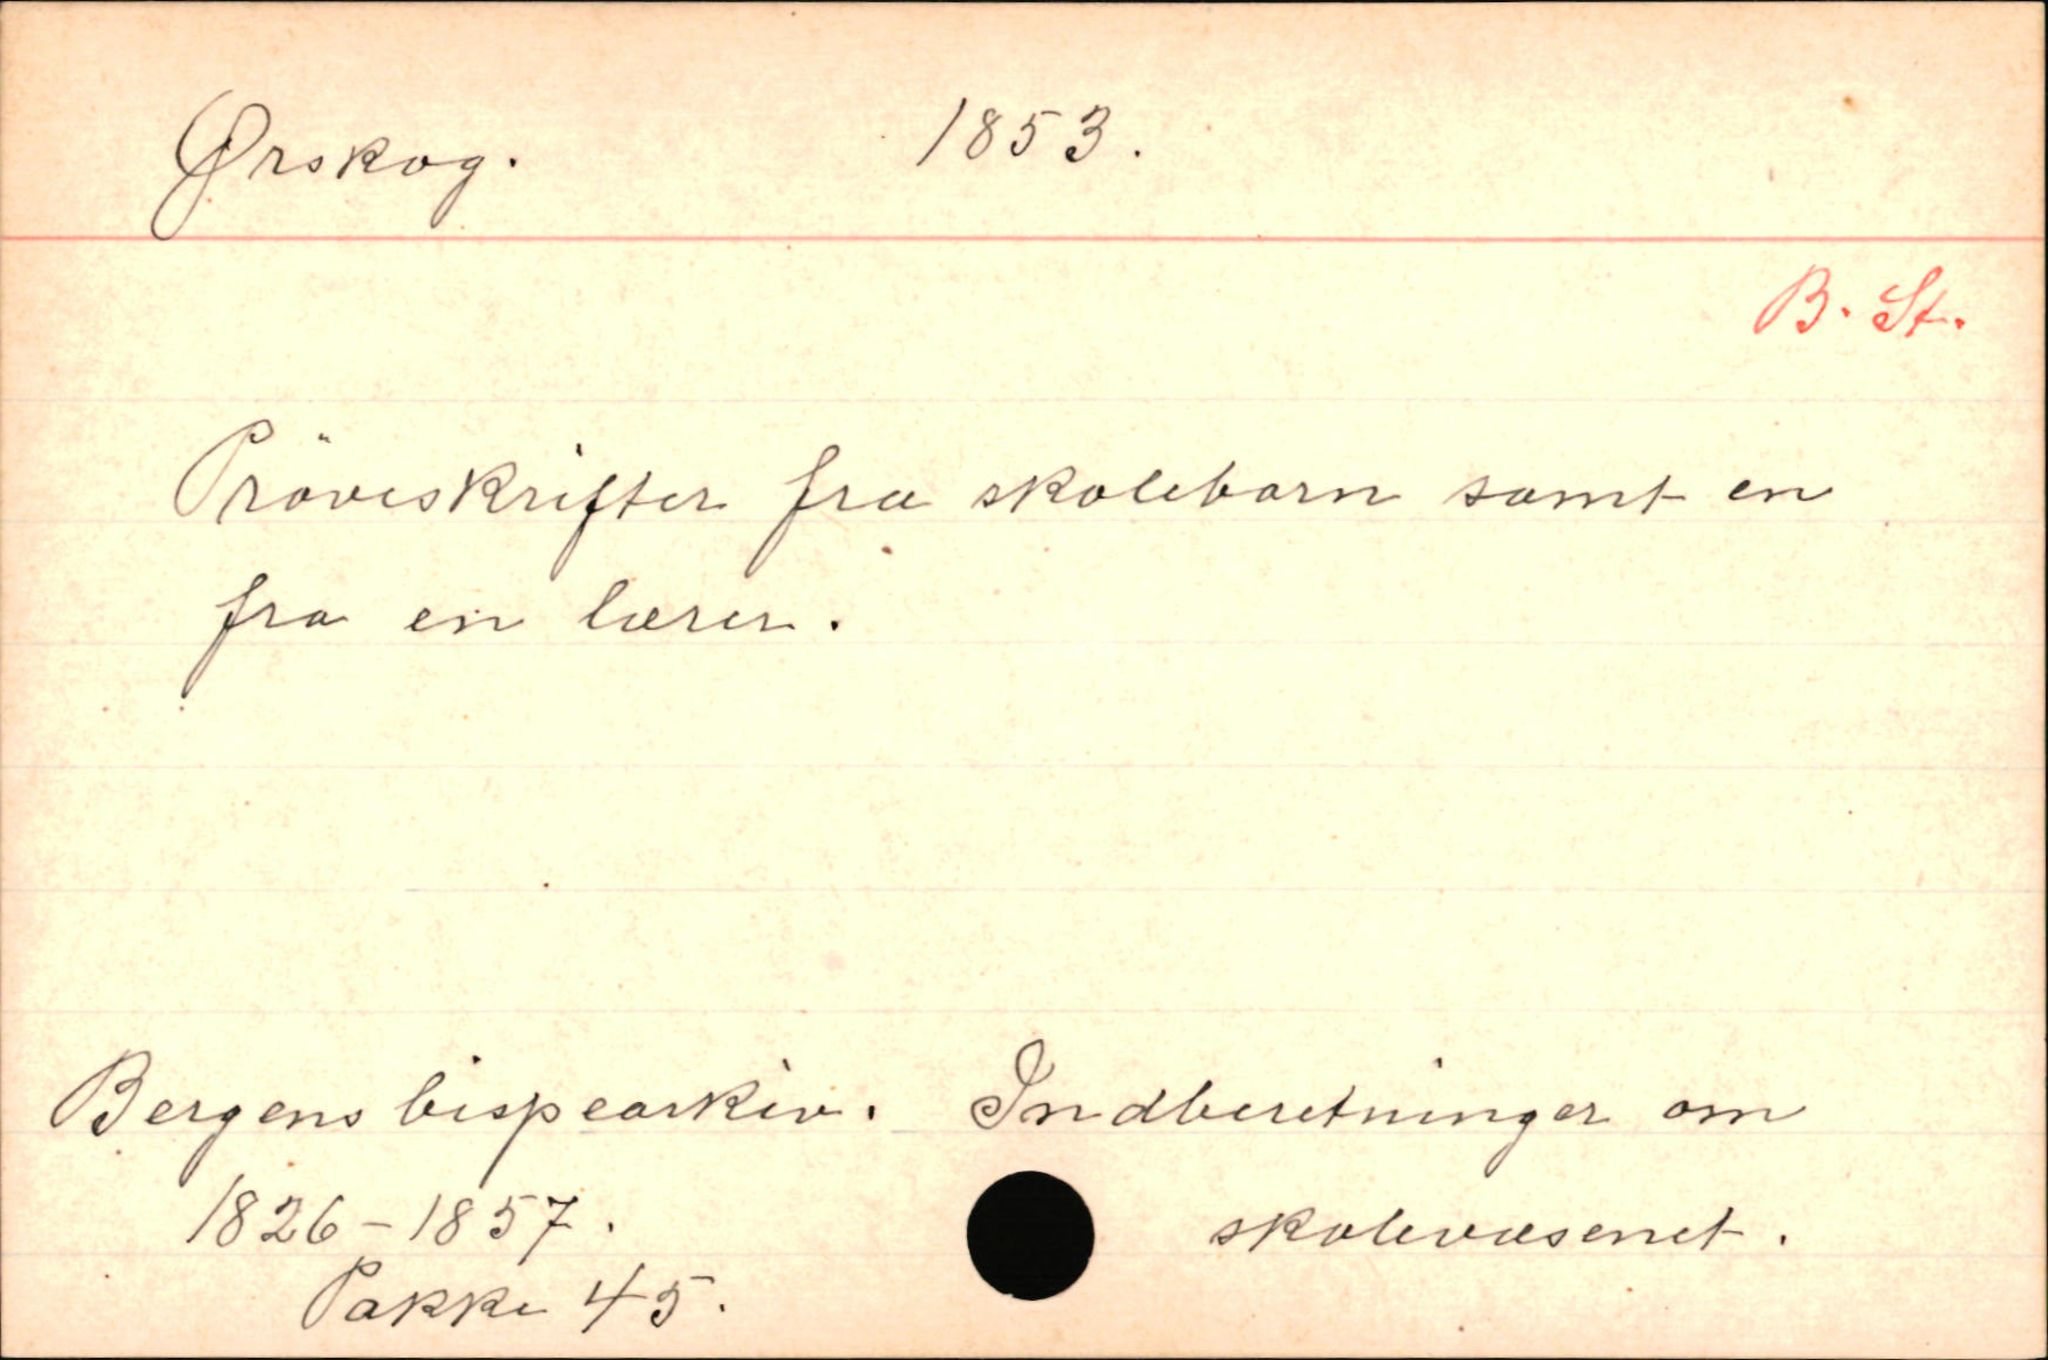 Ørskog. 1853.
B. St.
Pröveskrifter fra skolebarn samt en
fra en lærer.
Bergens bispearkiv. Indberetninger om
1826-1857. skolevæsenet.
Pakke 45.